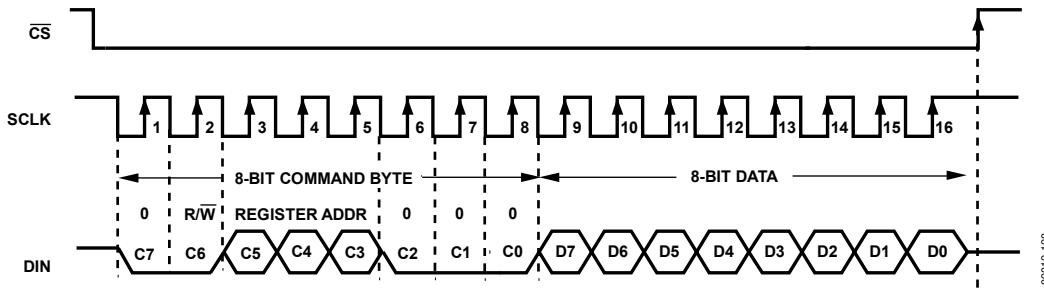 CS
SCLK
1 2 3 4 5 6 7 8 9 10 11 12 13 14 15 16
8-BIT COMMAND BYTE 8-BIT DATA
0 R/W REGISTER ADDR 0 0 0
DIN C7 C6 C5 C4 C3 C2 C1 C0 D7 D6 D5 D4 D3 D2 D1 D0